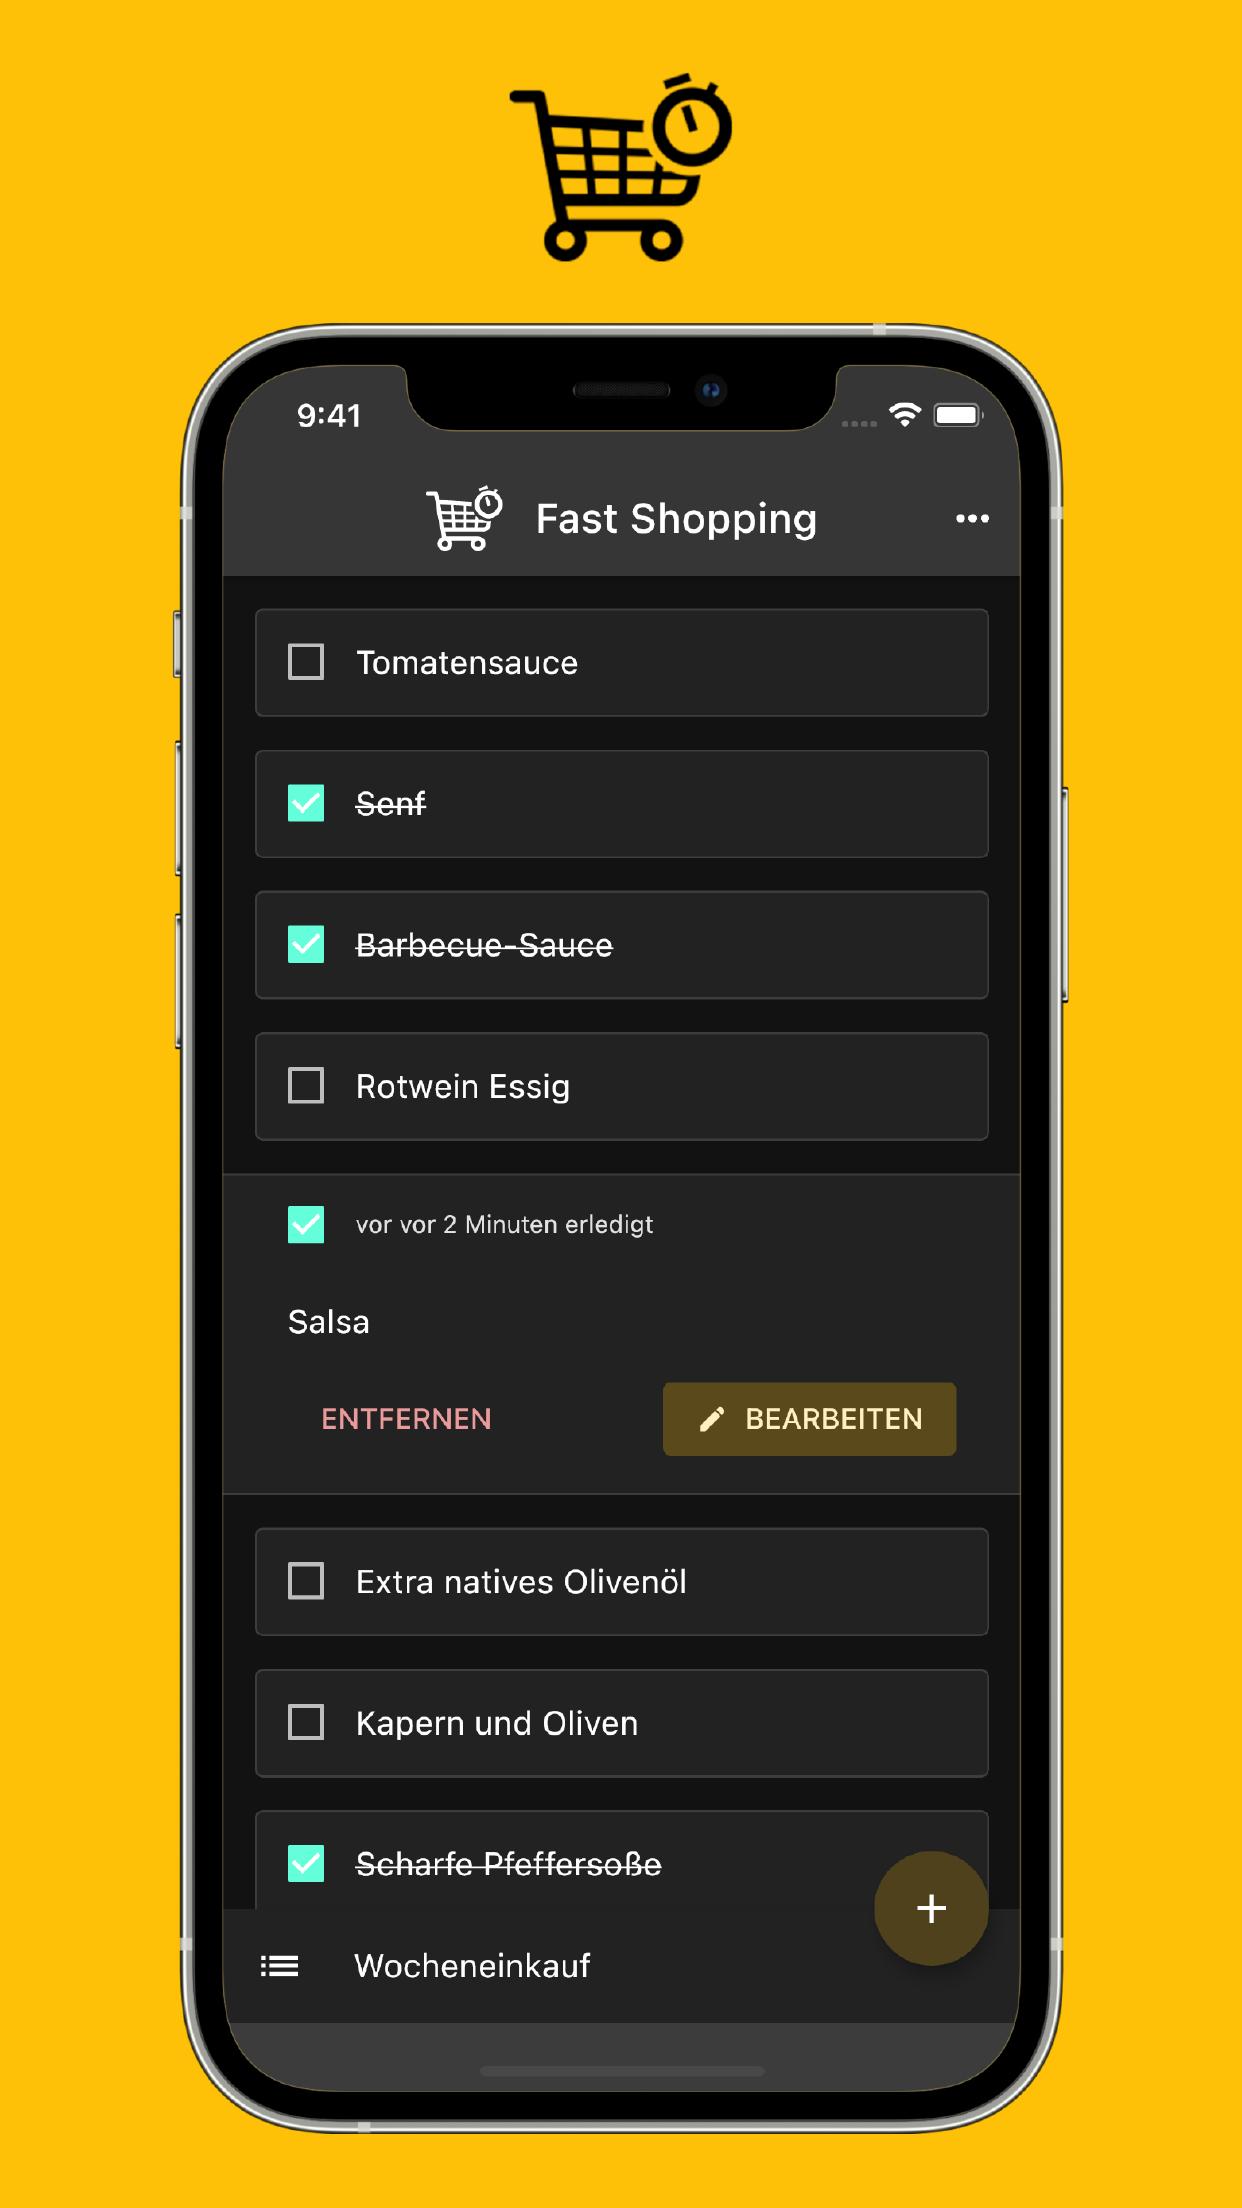 9:41
Fast Shopping
Tomatensauce
Senf
Barbecue-Sauce
Rotwein Essig
vor vor 2 Minuten erledigt
Salsa
ENTFERNEN
BEARBEITEN
Extra natives Olivenöl
Kapern und Oliven
Scharfe Pfeffersoße
Wocheneinkauf